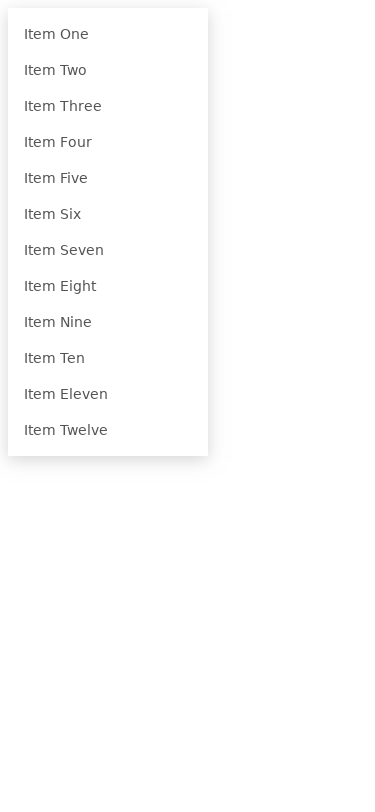 Item One
Item Two
Item Three
Item Four
Item Five
Item Six
Item Seven
Item Eight
Item Nine
Item Ten
Item Eleven
Item Twelve